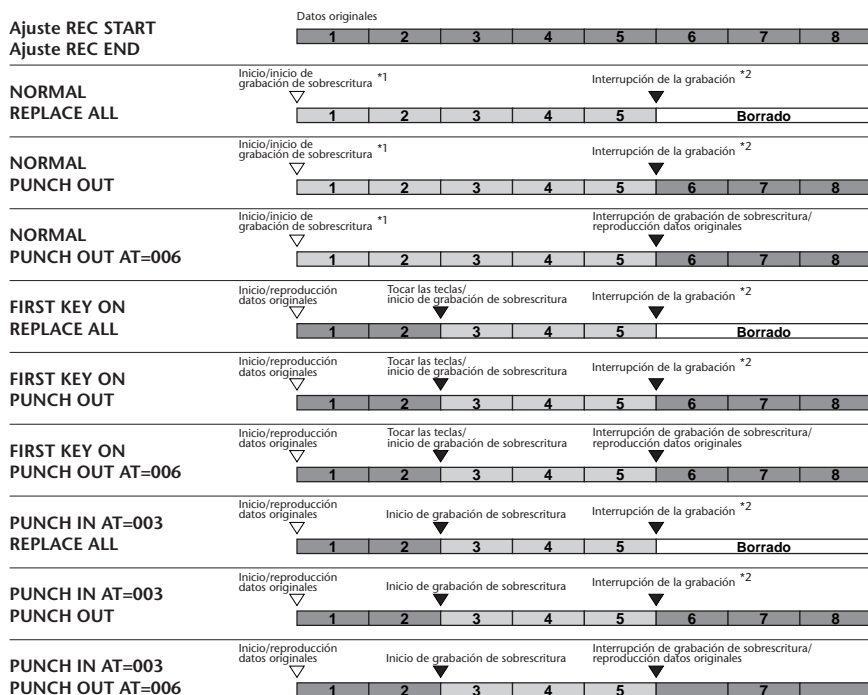 Ajuste REC START
Ajuste REC END
Datos originales
1 2 3 4 5 6 7 8
NORMAL
REPLACE ALL
Inicio/inicio de
grabación de sobrescritura *1
Interrupción de la grabación *2
1 2 3 4 5 Borrado
NORMAL
PUNCH OUT
Inicio/inicio de
grabación de sobrescritura *1
Interrupción de la grabación *2
1 2 3 4 5 6 7 8
NORMAL
PUNCH OUT AT=006
Inicio/inicio de
grabación de sobrescritura *1
Interrupción de grabación de sobrescritura/
reproducción datos originales
1 2 3 4 5 6 7 8
FIRST KEY ON
REPLACE ALL
Inicio/reproducción
datos originales
Tocar las teclas/
inicio de grabación de sobrescritura
Interrupción de la grabación *2
1 2 3 4 5 Borrado
FIRST KEY ON
PUNCH OUT
Inicio/reproducción
datos originales
Tocar las teclas/
inicio de grabación de sobrescritura
Interrupción de la grabación *2
1 2 3 4 5 6 7 8
FIRST KEY ON
PUNCH OUT AT=006
Inicio/reproducción
datos originales
Tocar las teclas/
inicio de grabación de sobrescritura
Interrupción de grabación de sobrescritura/
reproducción datos originales
1 2 3 4 5 6 7 8
PUNCH IN AT=003
REPLACE ALL
Inicio/reproducción
datos originales
Inicio de grabación de sobrescritura
Interrupción de la grabación *2
1 2 3 4 5 Borrado
PUNCH IN AT=003
PUNCH OUT
Inicio/reproducción
datos originales
Inicio de grabación de sobrescritura
Interrupción de la grabación *2
1 2 3 4 5 6 7 8
PUNCH IN AT=003
PUNCH OUT AT=006
Inicio/reproducción
datos originales
Inicio de grabación de sobrescritura
Interrupción de grabación de sobrescritura/
reproducción datos originales
1 2 3 4 5 7